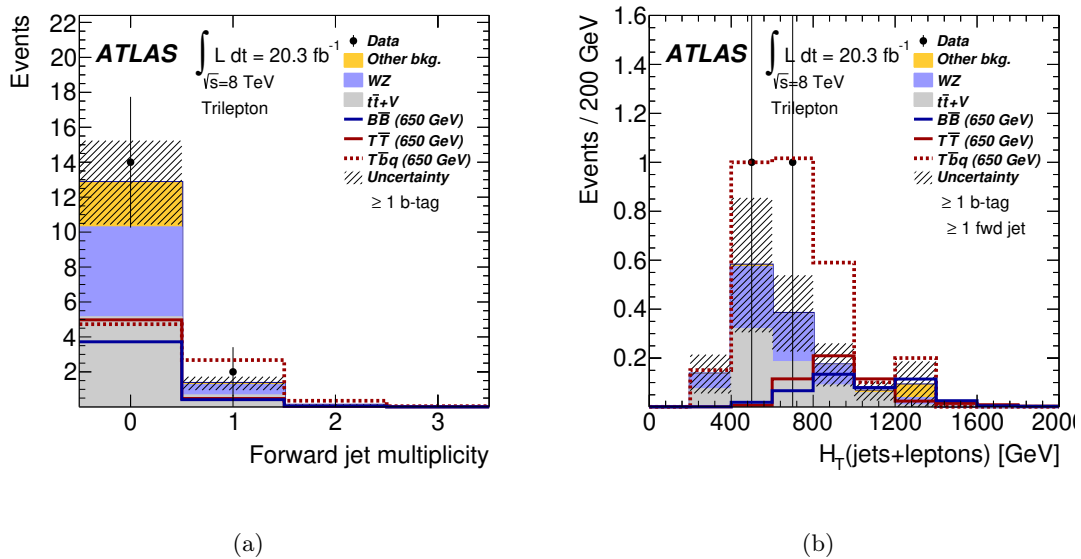 Events
22
20
18
16
14
12
10
8
6
4
2
ATLAS
∫ L dt = 20.3 fb⁻¹
√s=8 TeV
Trilepton
Data
Other bkg.
WZ
tt̄+V
BB̄ (650 GeV)
TT̄ (650 GeV)
Tb̄q (650 GeV)
Uncertainty
≥ 1 b-tag
0 1 2 3
Forward jet multiplicity
(a)
Events / 200 GeV
1.6
1.4
1.2
1
0.8
0.6
0.4
0.2
ATLAS
∫ L dt = 20.3 fb⁻¹
√s=8 TeV
Trilepton
Data
Other bkg.
WZ
tt̄+V
BB̄ (650 GeV)
TT̄ (650 GeV)
Tb̄q (650 GeV)
Uncertainty
≥ 1 b-tag
≥ 1 fwd jet
0 400 800 1200 1600 2000
H_T(jets+leptons) [GeV]
(b)